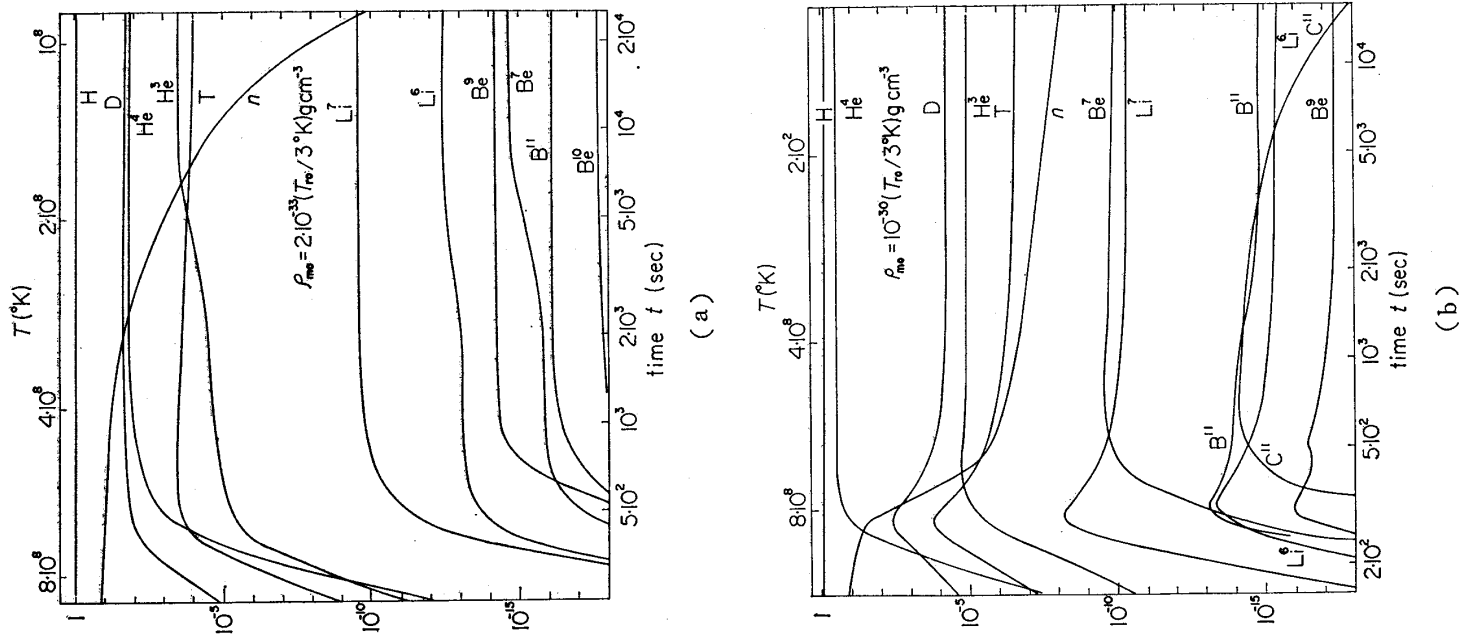 T(°K)
8·10⁸
4·10⁸
2·10⁸
10⁸
1
10⁻⁵
10⁻¹⁰
10⁻¹⁵
H
D
He⁴
He³
T
n
Li⁷
Li⁶
Be⁹
Be⁷
B¹¹
Be¹⁰
ρₘₒ = 2·10⁻³³(Tᵣₒ/3°K)g cm⁻³
5·10²
10³
2·10³
5·10³
10⁴
2·10⁴
time t (sec)
(a)
T(°K)
8·10⁸
4·10⁸
2·10²
1
10⁻⁵
10⁻¹⁰
10⁻¹⁵
H
He⁴
D
He³
T
n
Be⁷
Li⁷
B¹¹
Li⁶
C¹¹
Be⁹
B¹¹
C¹¹
Li⁶
ρₘₒ = 10⁻³⁰(Tᵣₒ/3°K)g cm⁻³
2·10²
5·10²
10³
2·10³
5·10³
10⁴
time t (sec)
(b)